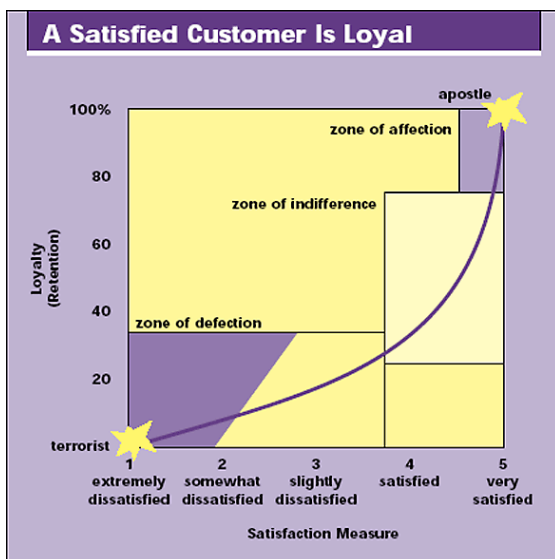 A Satisfied Customer Is Loyal
apostle
100%
zone of affection
80
zone of indifference
60
Loyalty
(Retention)
40
zone of defection
20
terrorist
1
extremely
dissatisfied
2
somewhat
dissatisfied
3
slightly
dissatisfied
4
satisfied
5
very
satisfied
Satisfaction Measure